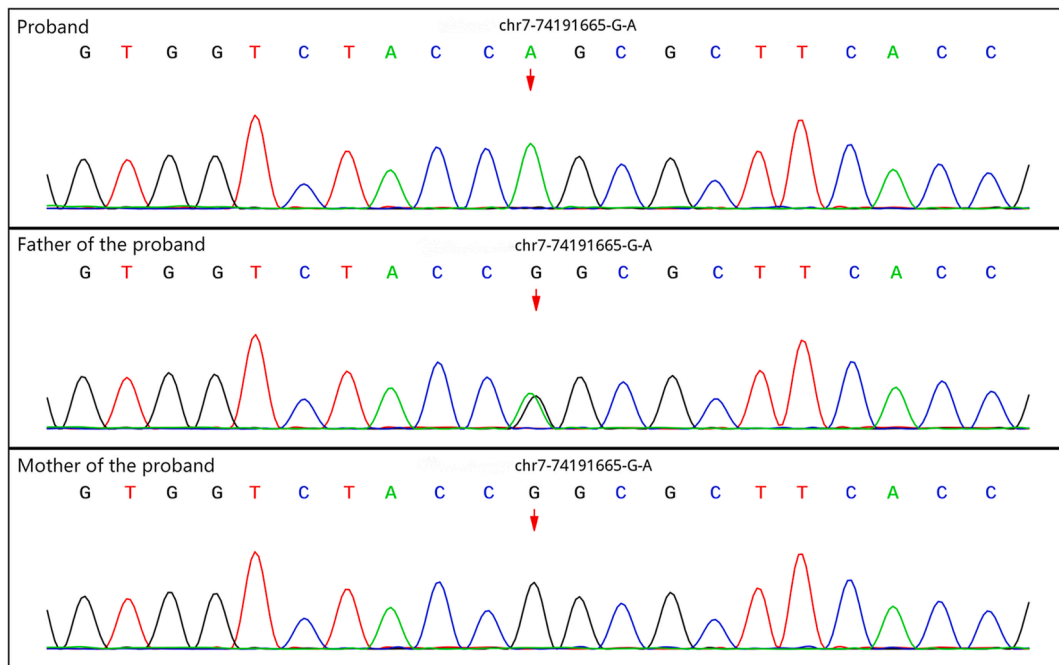 Proband
chr7-74191665-G-A
G T G G T C T A C C A G C G C T T C A C C
Father of the proband
chr7-74191665-G-A
G T G G T C T A C C G G C G C T T C A C C
Mother of the proband
chr7-74191665-G-A
G T G G T C T A C C G G C G C T T C A C C